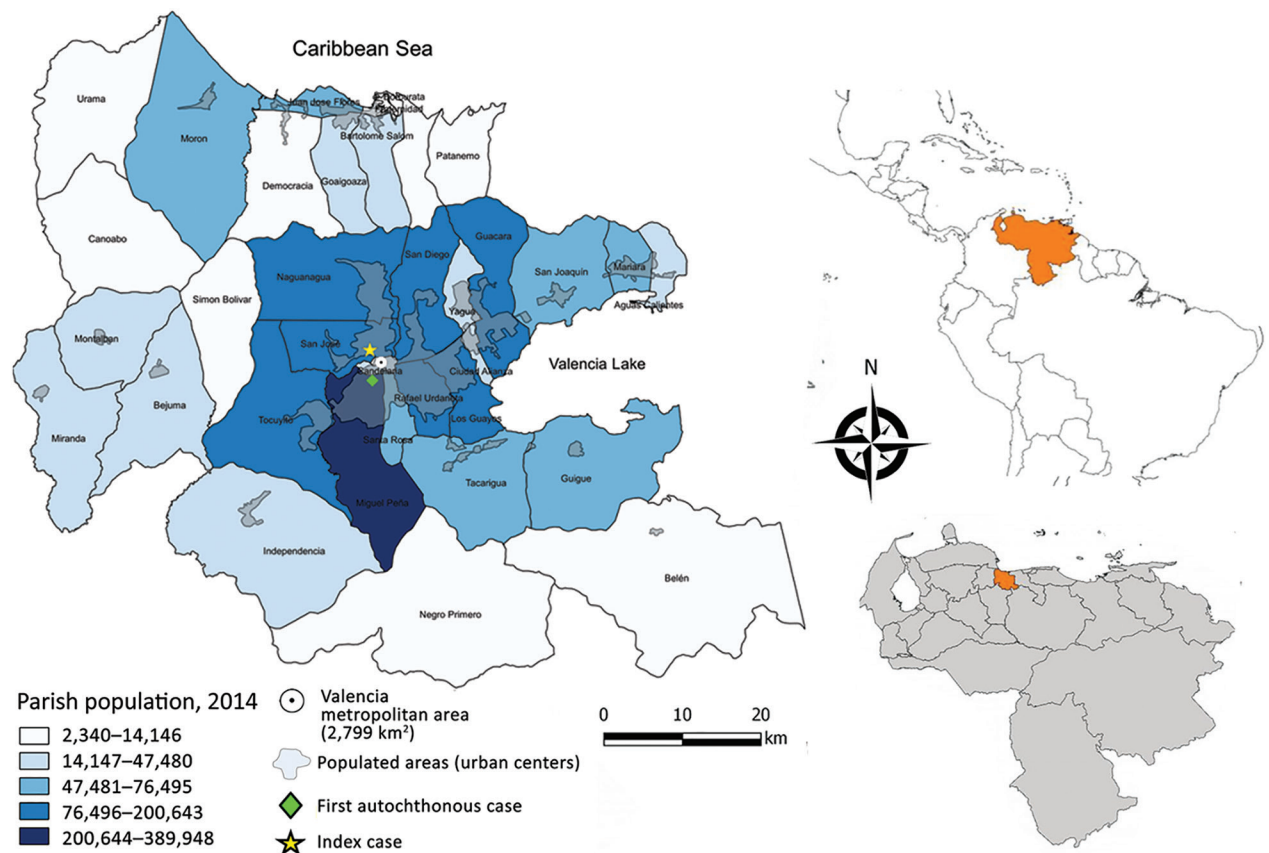 Caribbean Sea
Urama
Moron
Juan jose Flores
Borburata
Bartolome Salom
Patanemo
Democracia
Goaigoaza
Canoabo
Guacara
San Diego
Naguanagua
San Joaquín
Mariara
Simon Bolivar
Aguas Calientes
Yagua
Montalban
San Jose
Valencia Lake
Candelaria
Ciudad Alianza
Bejuma
Rafael Urdaneta
Tocuyito
Los Guayos
Miranda
Santa Rosa
Tacarigua
Guigue
Miguel Peña
Independencia
Belén
Negro Primero
N
Parish population, 2014
2,340–14,146
14,147–47,480
47,481–76,495
76,496–200,643
200,644–389,948
Valencia
metropolitan area
(2,799 km²)
Populated areas (urban centers)
First autochthonous case
Index case
0 10 20
km